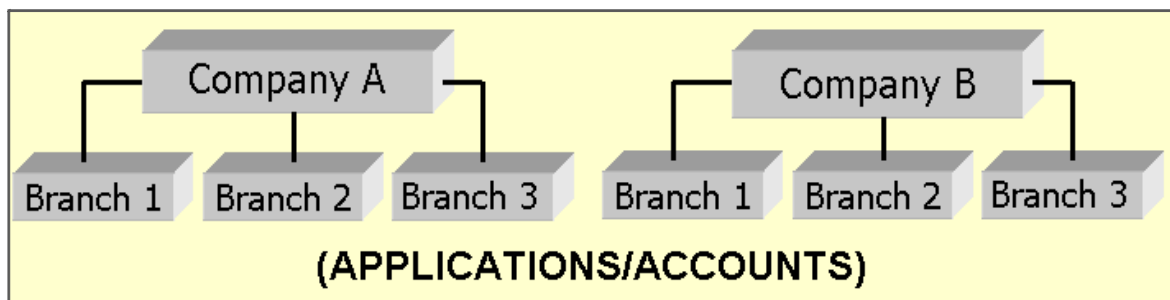 Company A
Company B
Branch 1
Branch 2
Branch 3
Branch 1
Branch 2
Branch 3
(APPLICATIONS/ACCOUNTS)